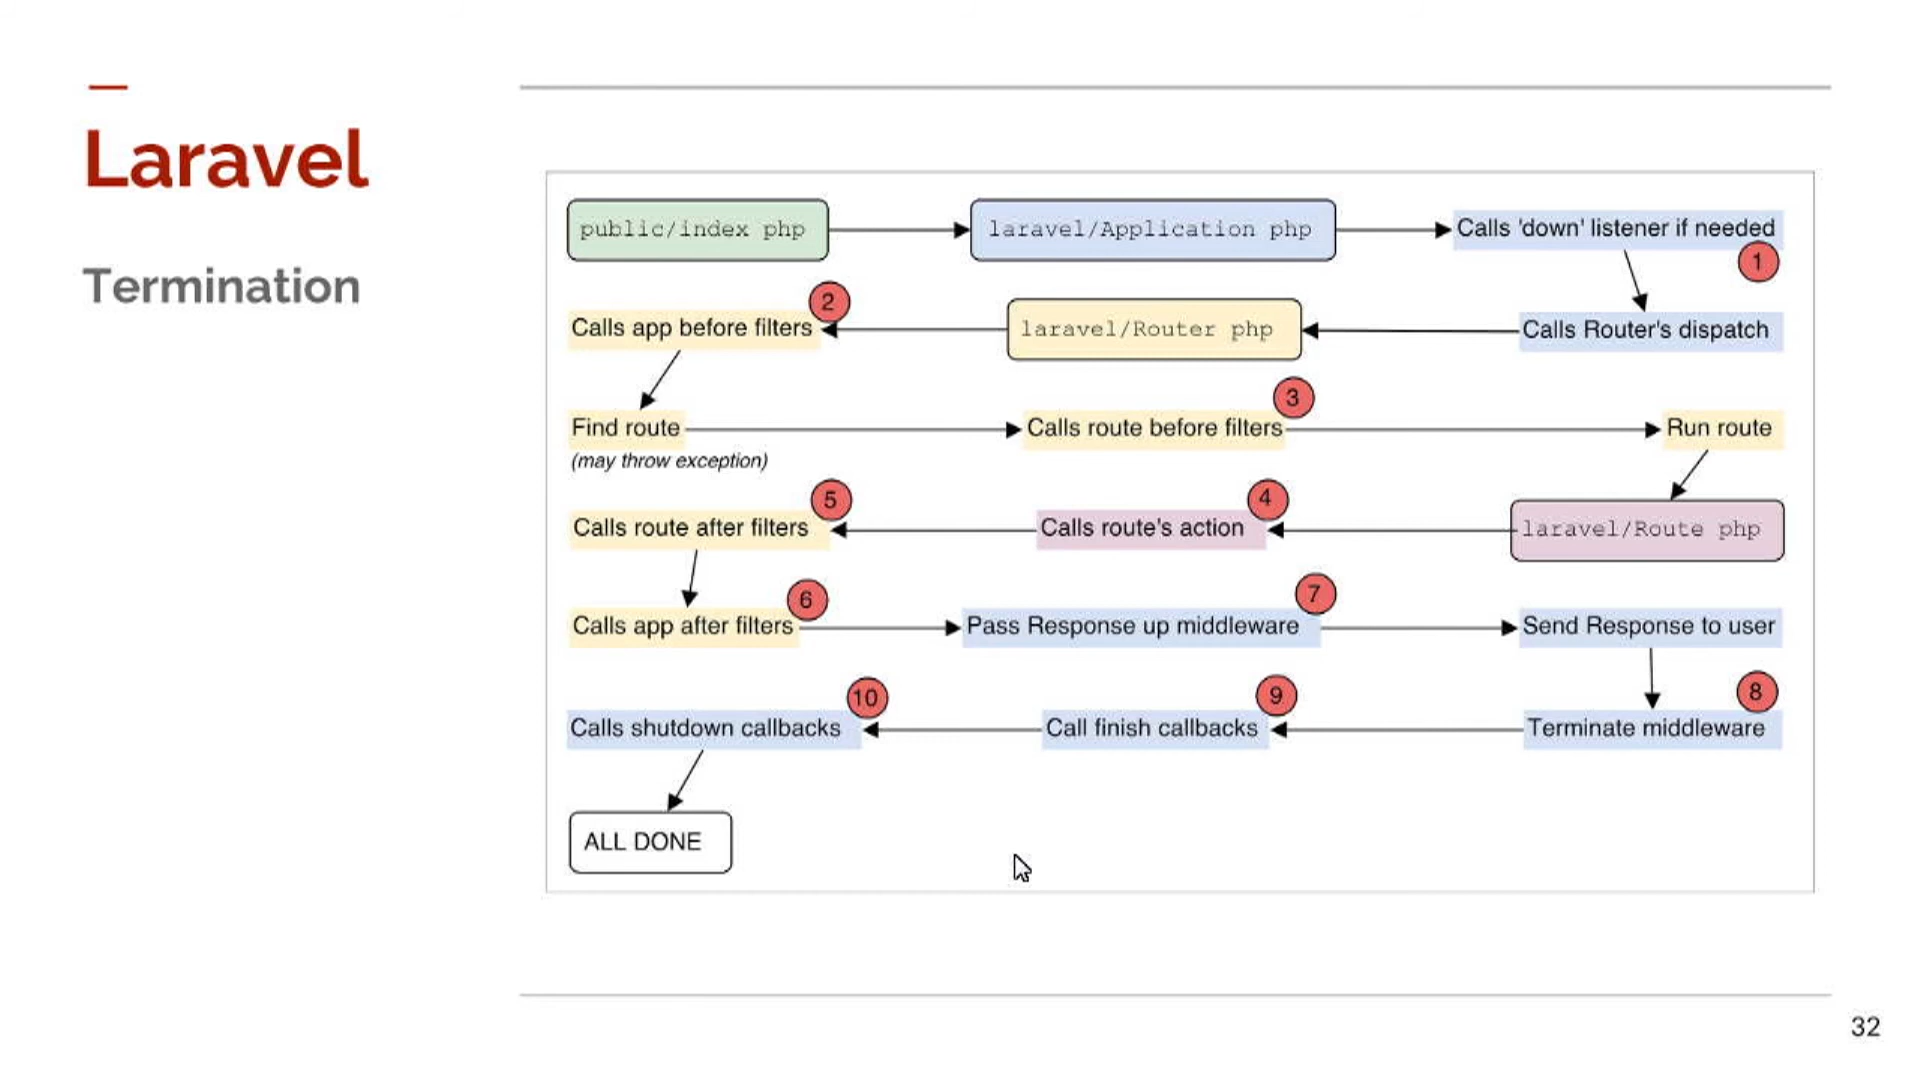 Laravel
Termination
public/index php
laravel/Application php
Calls 'down' listener if needed
1
2
Calls app before filters
laravel/Router php
Calls Router's dispatch
3
Find route
Calls route before filters
Run route
(may throw exception)
5
4
Calls route after filters
Calls route's action
laravel/Route php
6
7
Calls app after filters
Pass Response up middleware
Send Response to user
10
9
8
Calls shutdown callbacks
Call finish callbacks
Terminate middleware
ALL DONE
32